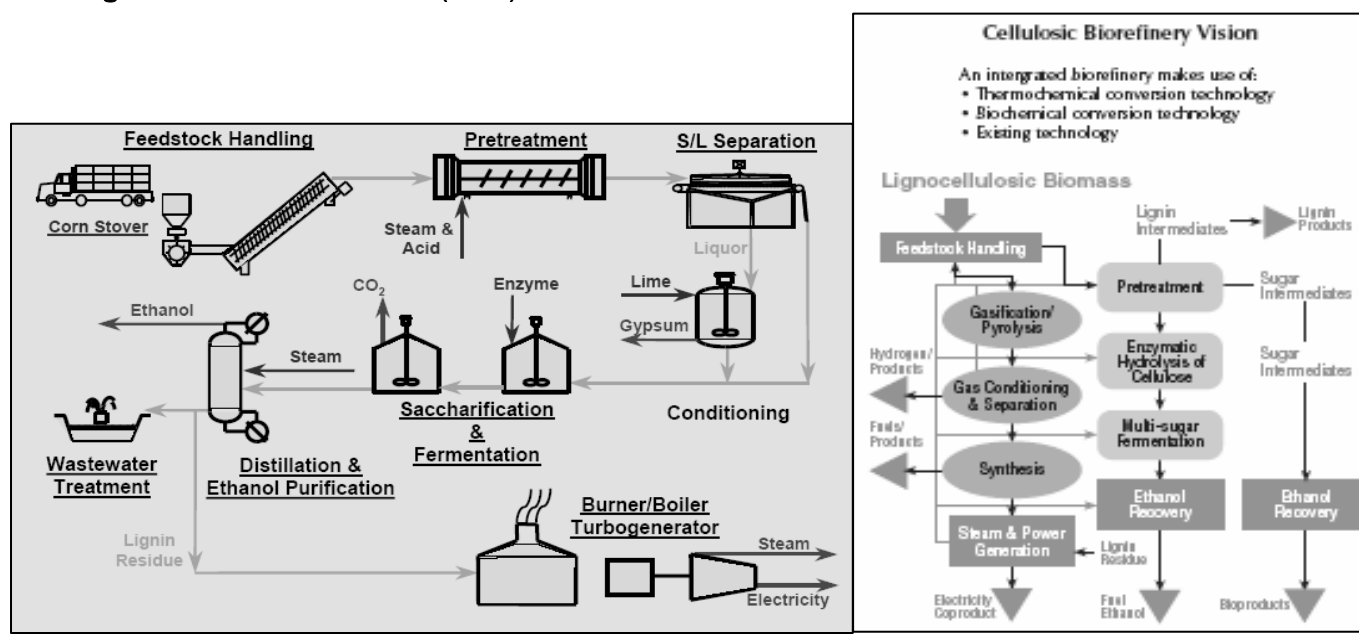 Feedstock Handling
Pretreatment
S/L Separation
Corn Stover
Steam &
Acid
Liquor
CO2
Enzyme
Lime
Gypsum
Ethanol
Steam
Saccharification
&
Fermentation
Conditioning
Wastewater
Treatment
Distillation &
Ethanol Purification
Lignin
Residue
Burner/Boiler
Turbogenerator
Steam
Electricity
Cellulosic Biorefinery Vision
An intergrated biorefinery makes use of:
• Thermochemical conversion technology
• Biochemical conversion technology
• Existing technology
Lignocellulosic Biomass
Feedstock Handling
Lignin
Intermediates
Lignin
Products
Pretreatment
Sugar
Intermediates
Gasification/
Pyrolysis
Enzymatic
Hydrolysis of
Cellulose
Sugar
Intermediates
Hydrogen/
Products
Gas Conditioning
& Separation
Fuels/
Products
Multi-sugar
Fermentation
Synthesis
Ethanol
Recovery
Ethanol
Recovery
Steam & Power
Generation
Lignin
Residue
Electricity
Coproduct
Fuel
Ethanol
Bioproducts